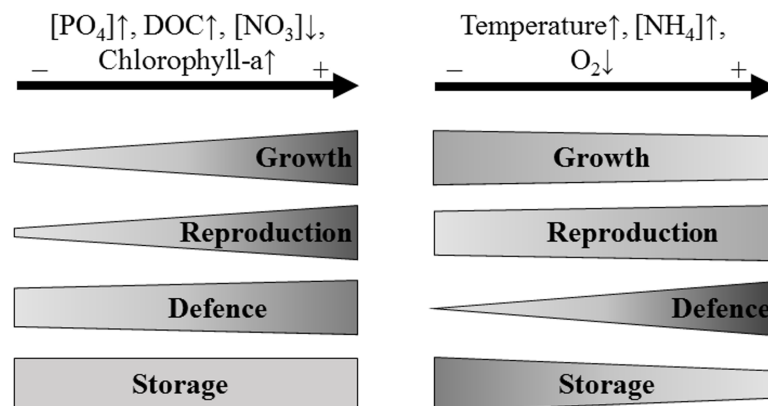 [PO₄]↑, DOC↑, [NO₃]↓,
Chlorophyll-a↑
− +
Growth
Reproduction
Defence
Storage
Temperature↑, [NH₄]↑,
O₂↓
− +
Growth
Reproduction
Defence
Storage